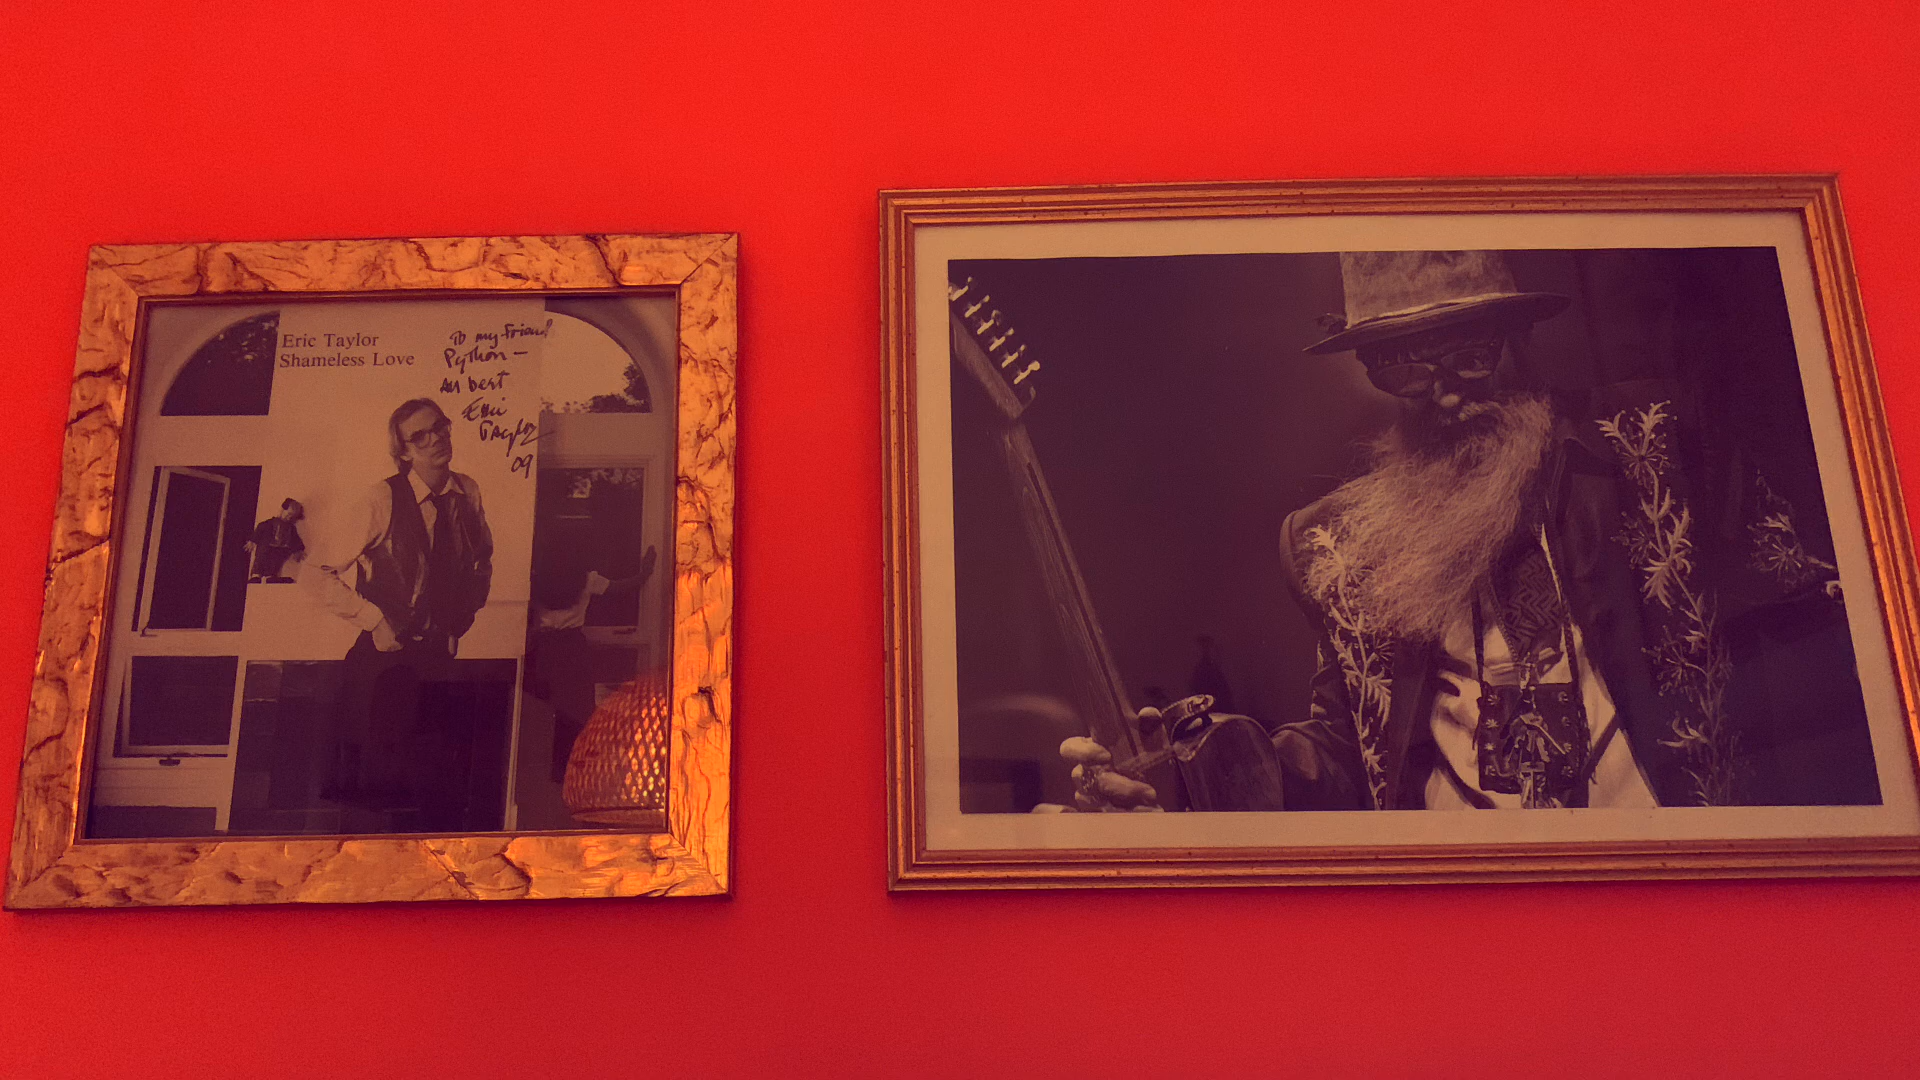 Eric Taylor
Shameless Love
To my friend
Python —
All best
Eric
Taylor
09